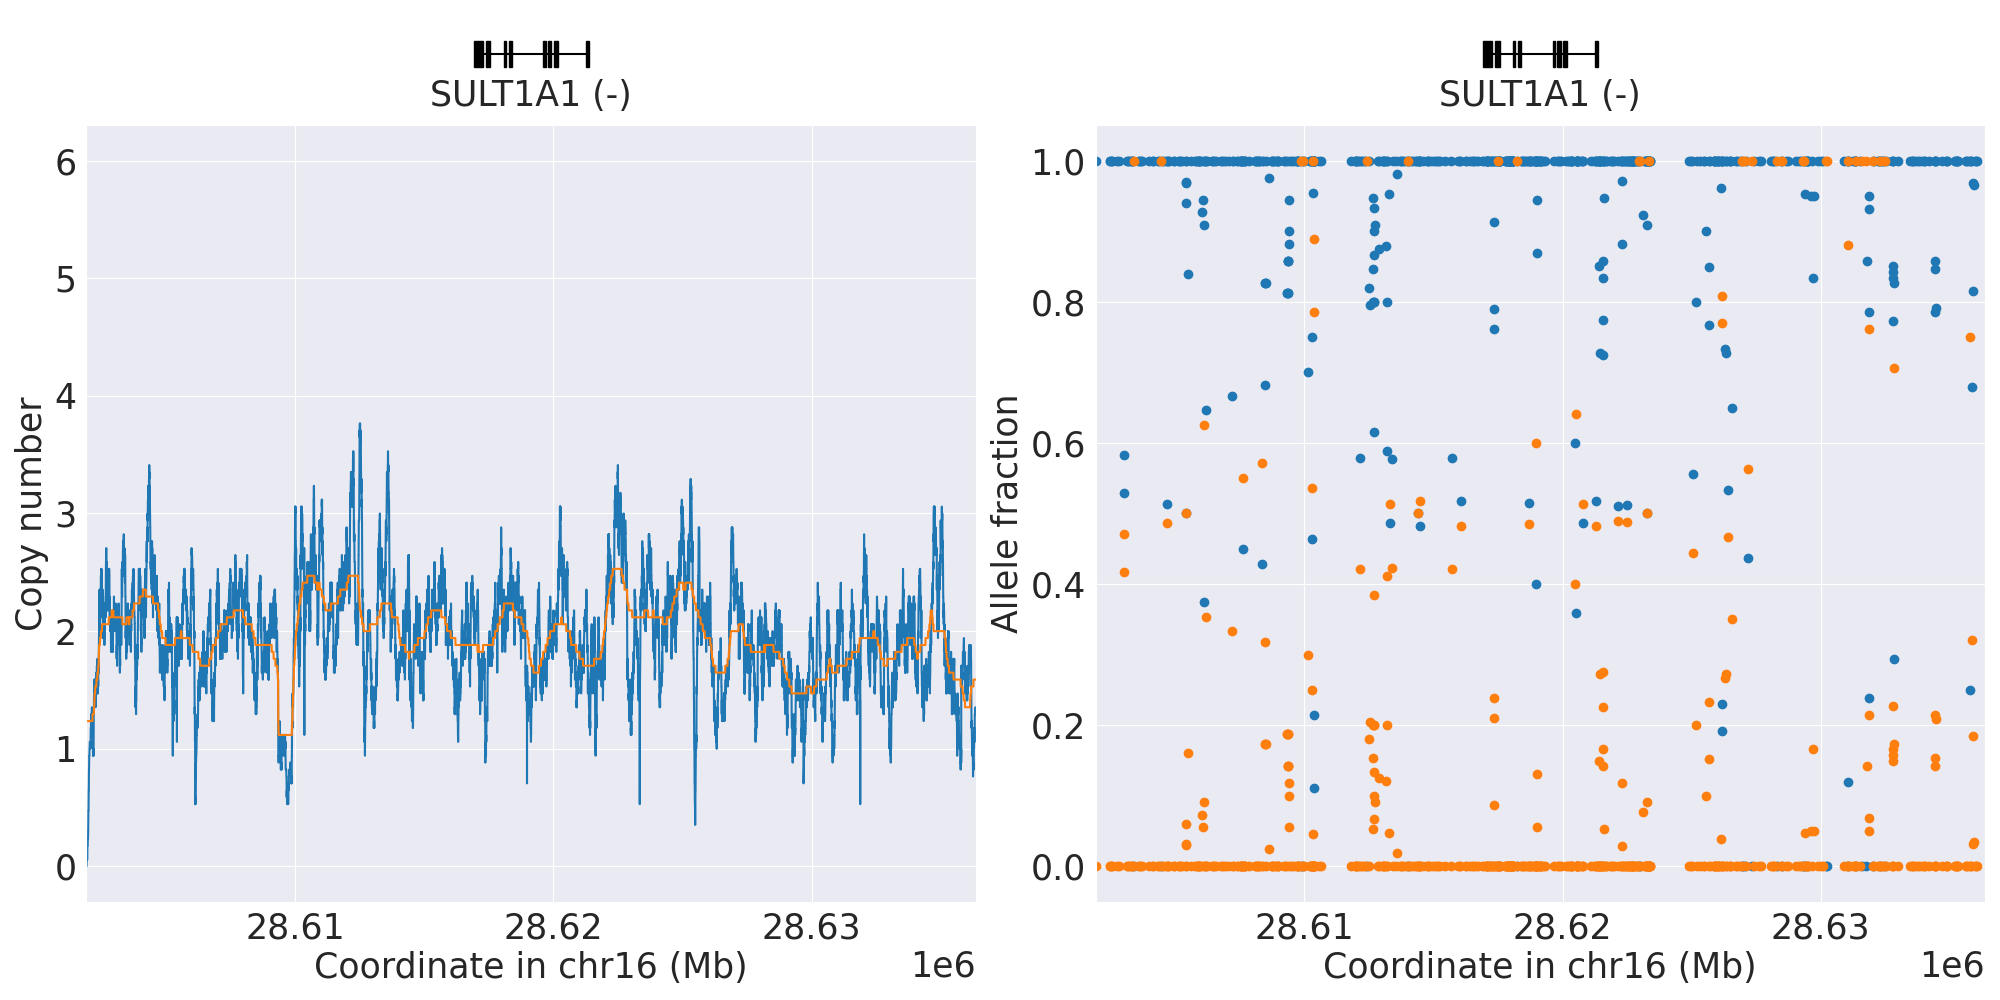 SULT1A1 (-)
6
5
4
3
2
1
0
Copy number
28.61
28.62
28.63
Coordinate in chr16 (Mb)
1e6
SULT1A1 (-)
1.0
0.8
0.6
0.4
0.2
0.0
Allele fraction
28.61
28.62
28.63
Coordinate in chr16 (Mb)
1e6